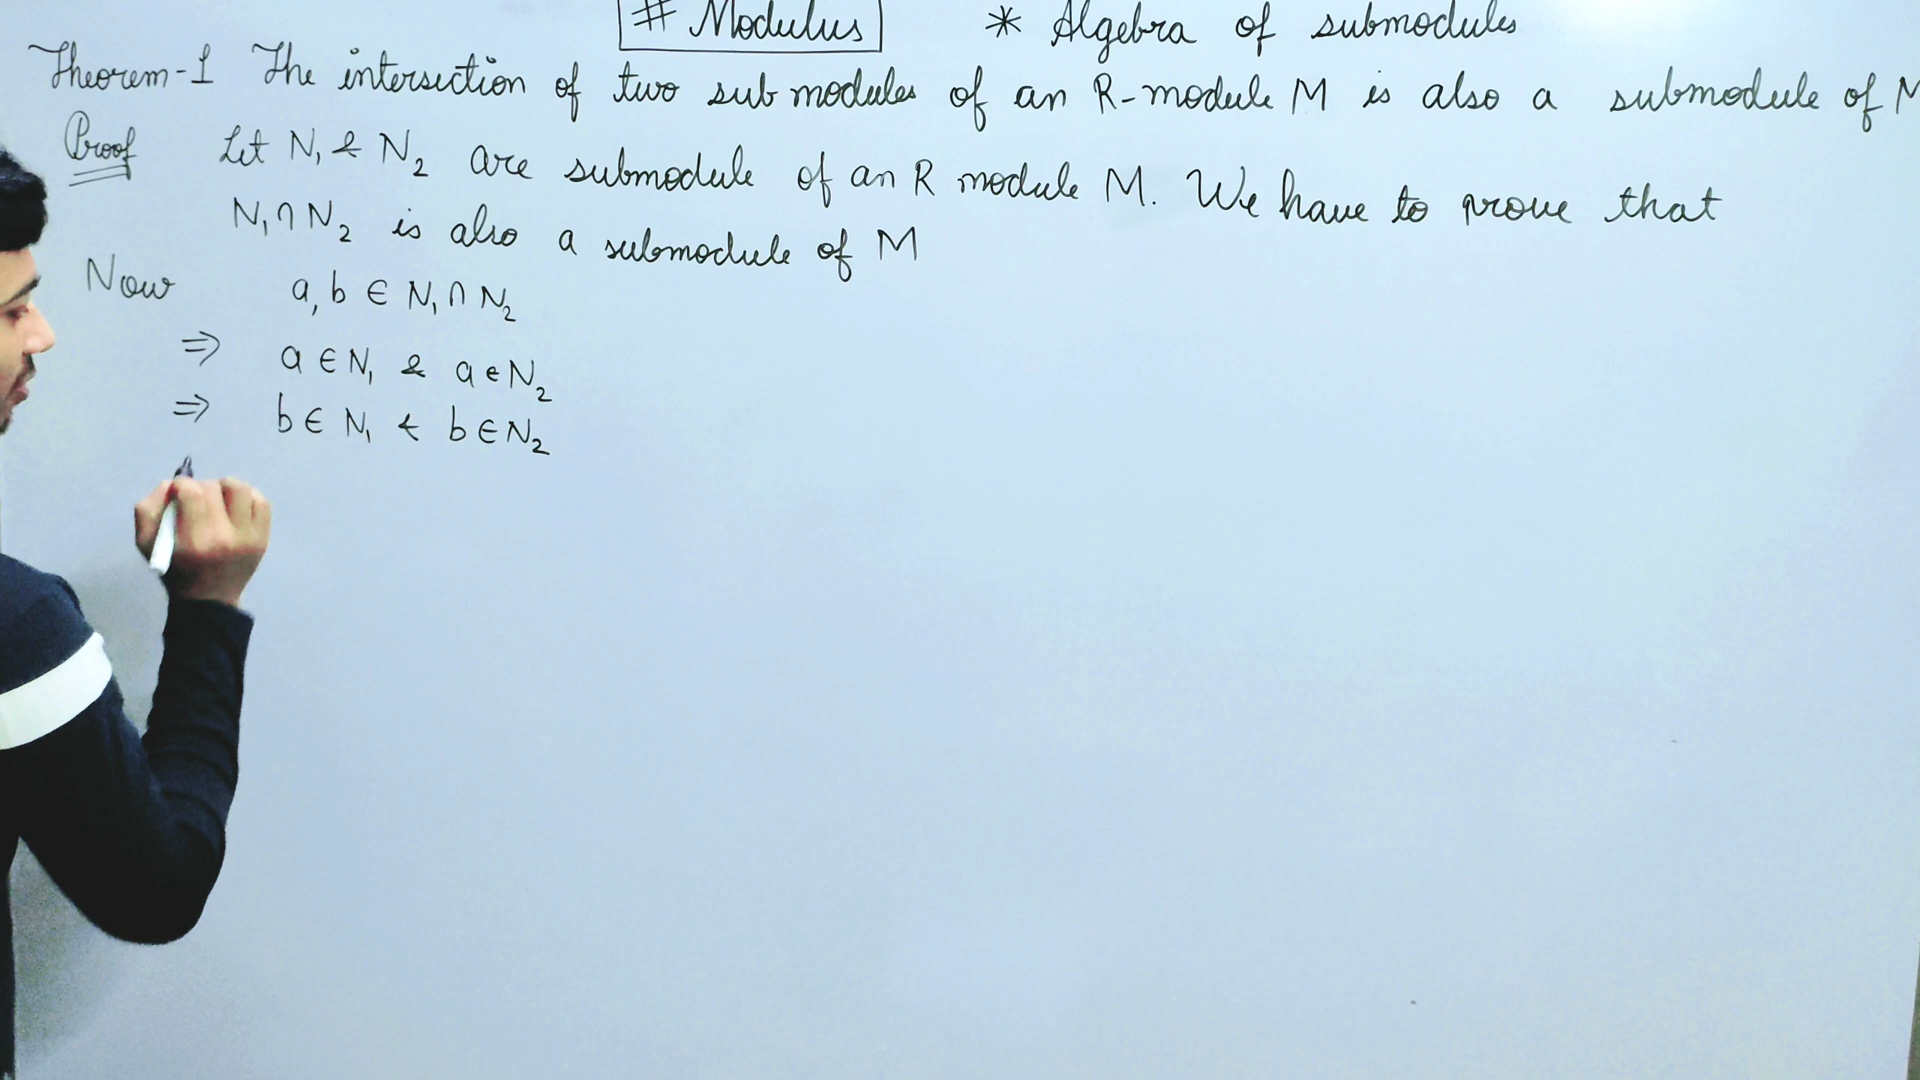 # Modulus * Algebra of submodules
Theorem-1 The intersection of two sub modules of an R-module M is also a submodule of M
Proof Let N₁ & N₂ are submodule of an R module M. We have to prove that
N₁∩N₂ is also a submodule of M
Now a, b ∈ N₁∩N₂
⇒ a ∈ N₁ & a ∈ N₂
⇒ b ∈ N₁ & b ∈ N₂